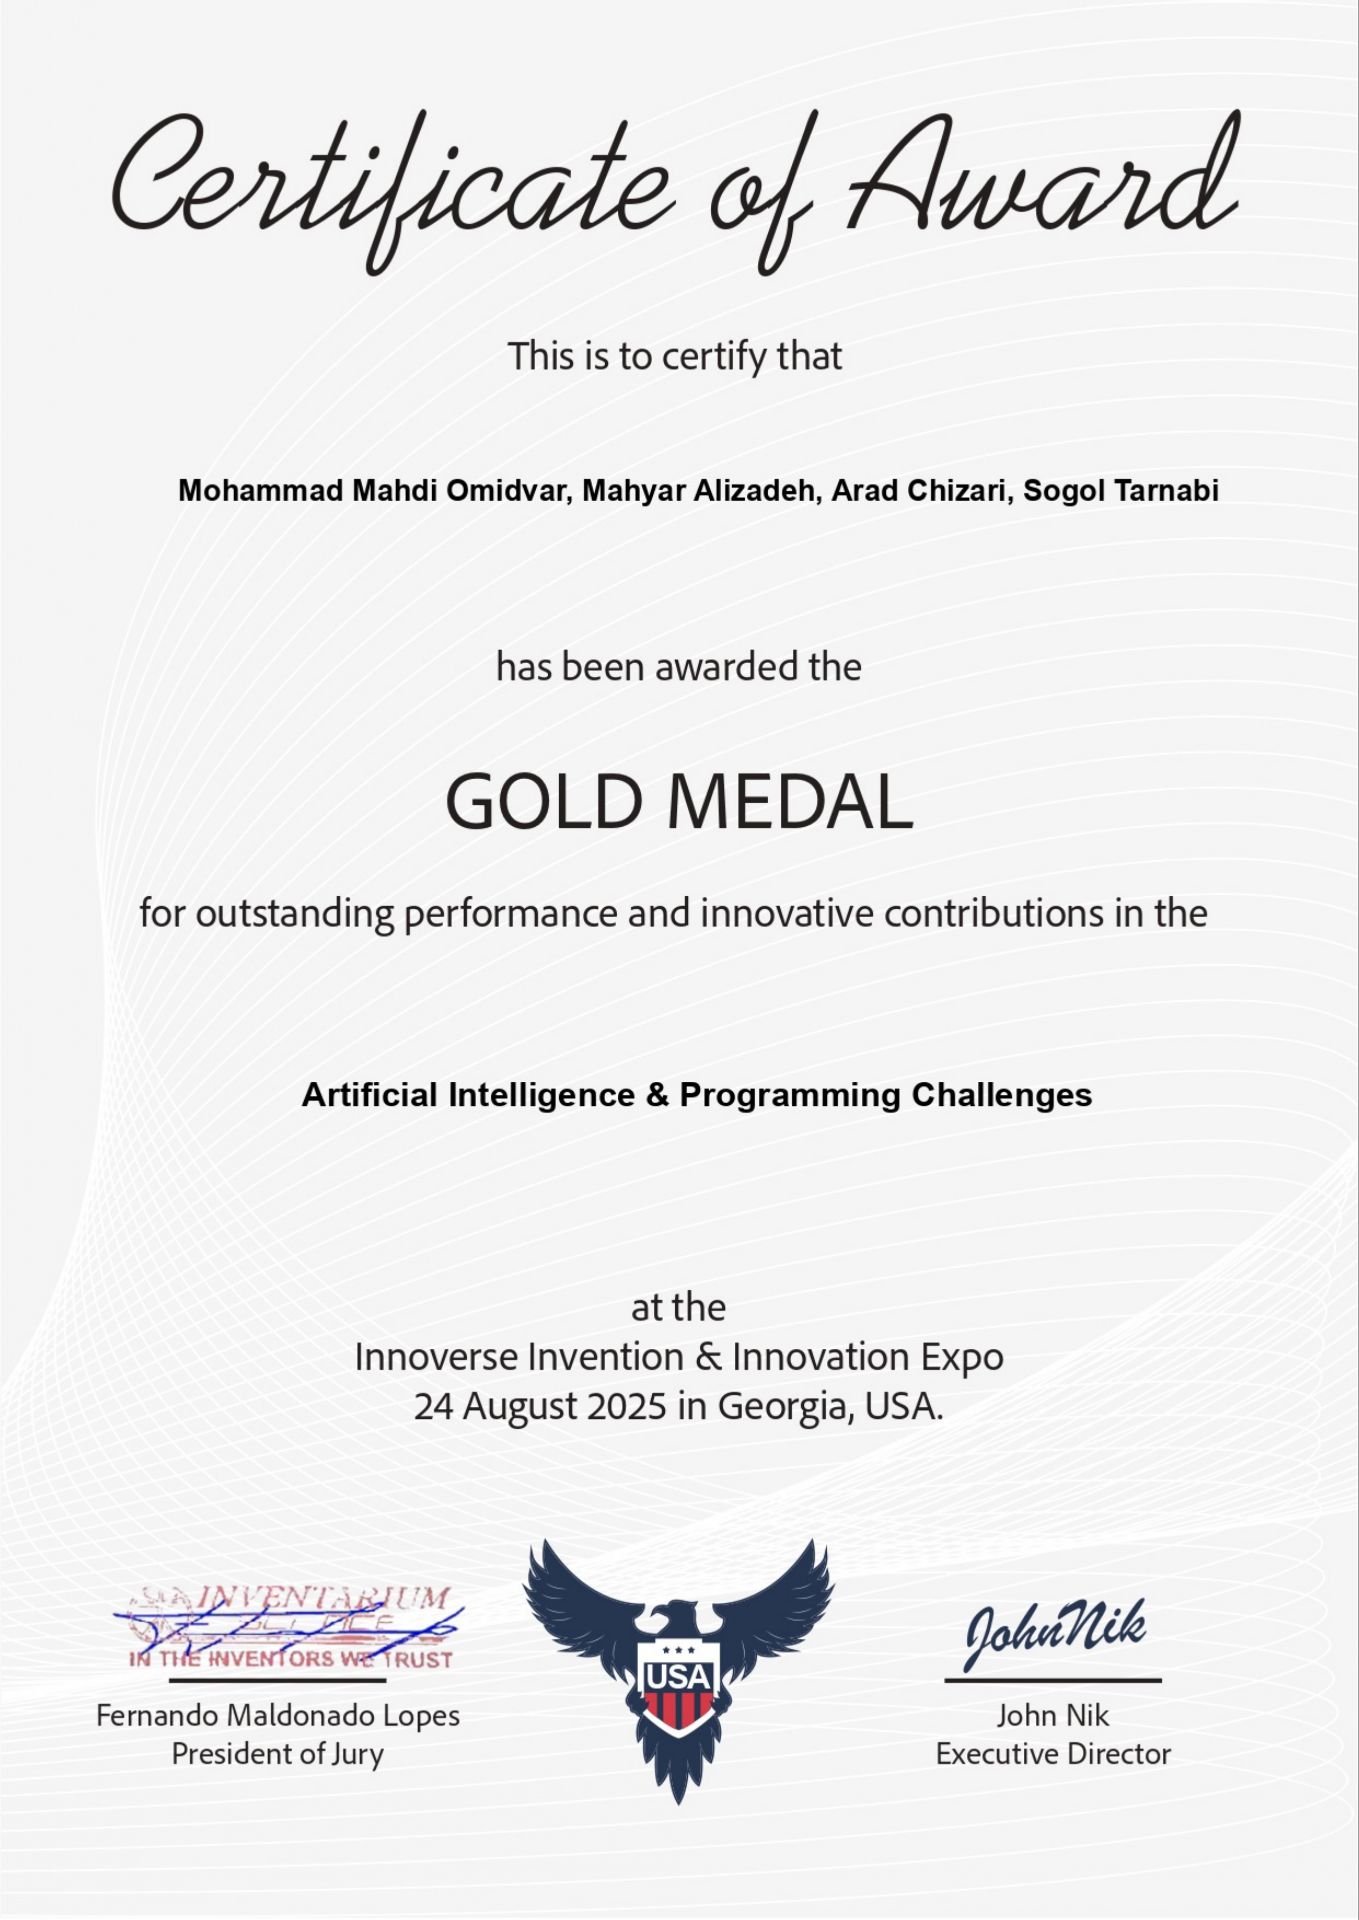 Certificate of Award
This is to certify that
Mohammad Mahdi Omidvar, Mahyar Alizadeh, Arad Chizari, Sogol Tarnabi
has been awarded the
GOLD MEDAL
for outstanding performance and innovative contributions in the
Artificial Intelligence & Programming Challenges
at the
Innoverse Invention & Innovation Expo
24 August 2025 in Georgia, USA.
INVENTARIUM
IN THE INVENTORS WE TRUST
Fernando Maldonado Lopes
President of Jury
USA
John Nik
John Nik
Executive Director